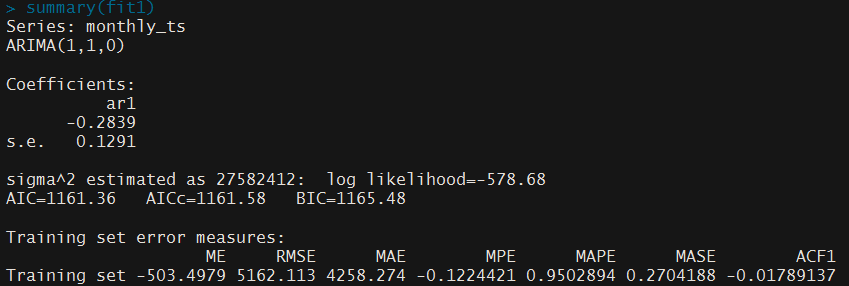 > summary(fit1)
Series: monthly_ts
ARIMA(1,1,0)
Coefficients:
ar1
-0.2839
s.e. 0.1291
sigma^2 estimated as 27582412: log likelihood=-578.68
AIC=1161.36 AICc=1161.58 BIC=1165.48
Training set error measures:
ME RMSE MAE MPE MAPE MASE ACF1
Training set -503.4979 5162.113 4258.274 -0.1224421 0.9502894 0.2704188 -0.01789137